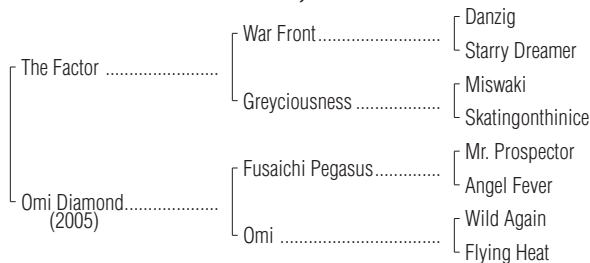 Danzig
War Front....................................
Starry Dreamer
The Factor ..........................
Miswaki
Greyciousness ....................
Skatingonthinice
Mr. Prospector
Fusaichi Pegasus...............
Angel Fever
Omi Diamond......................
(2005)
Wild Again
Omi ......................................
Flying Heat